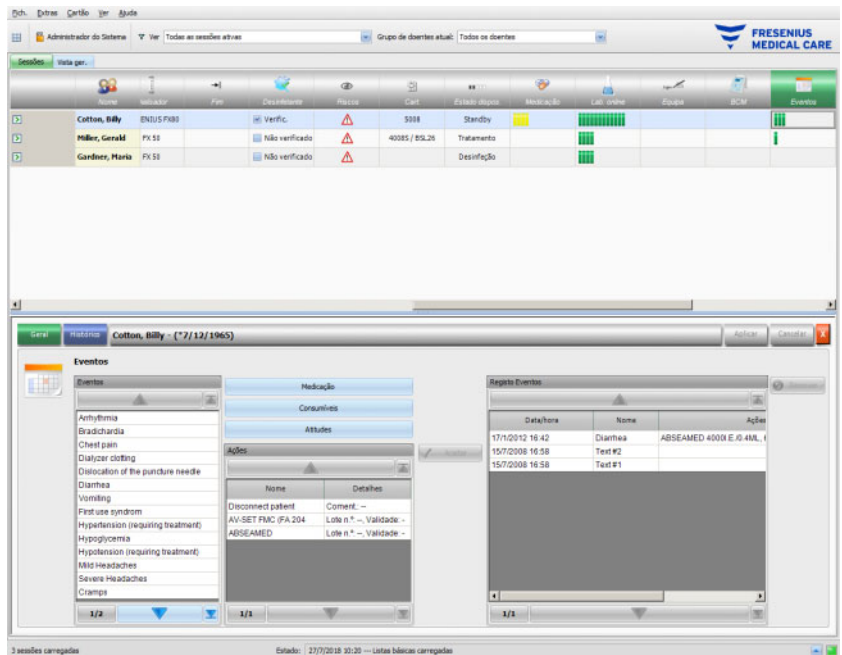 Fich. Extras Cartão Ver Ajuda
Administrador do Sistema Ver Todas as sessões ativas Grupo de doentes atual: Todos os doentes
FRESENIUS
MEDICAL CARE
Sessões Vista ger.
Nome Fim Desinfetante Riscos Cart. Estado dispos. Medicação Lab. online Equipa BCM Eventos
Cotton, Billy ENIUS FX80 Verific. 5008 Standby
Miller, Gerald FX 50 Não verificado 4008S / BSL26 Tratamento
Gardner, Maria FX 50 Não verificado Desinfeção
Geral Histórico Cotton, Billy - (*7/12/1965) Aplicar Cancelar X
Eventos
Eventos
Arrhythmia
Bradichardia
Chest pain
Dialyzer clotting
Dislocation of the puncture needle
Diarrhea
Vomiting
First use syndrom
Hypertension (requiring treatment)
Hypoglycemia
Hypotension (requiring treatment)
Mild Headaches
Severe Headaches
Cramps
1/2
Medicação
Consumíveis
Atitudes
Ações
Nome Detalhes
Disconnect patient Coment.: --
AV-SET FMC (FA 204 Lote n.º: --, Validade: -
ABSEAMED Lote n.º: --, Validade: -
1/1
Registo Eventos
Data/hora Nome Ações
17/1/2012 16:42 Diarrhea ABSEAMED 4000I.E./0.4ML,
15/7/2008 16:58 Text #2
15/7/2008 16:58 Text #1
1/1
3 sessões carregadas Estado: 27/7/2018 10:20 --- Listas básicas carregadas